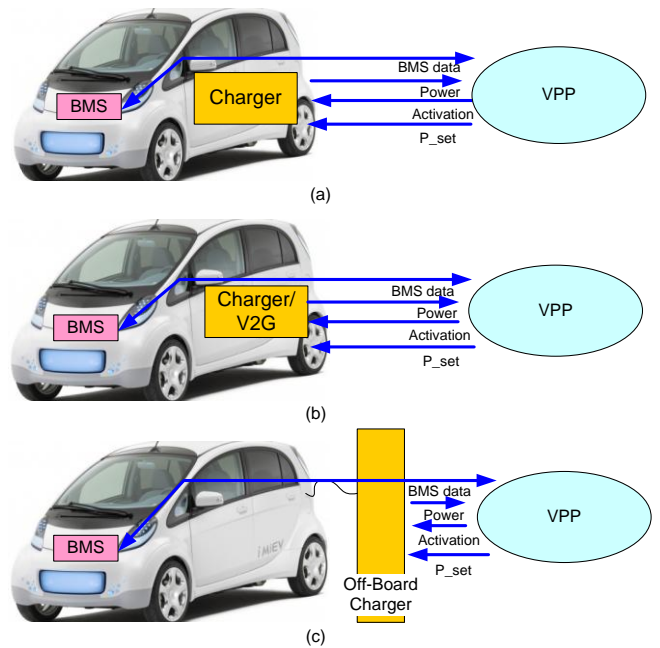 BMS
Charger
BMS data
Power
Activation
P_set
VPP
(a)
BMS
Charger/
V2G
BMS data
Power
Activation
P_set
VPP
(b)
BMS
i MiEV
Off-Board
Charger
BMS data
Power
Activation
P_set
VPP
(c)